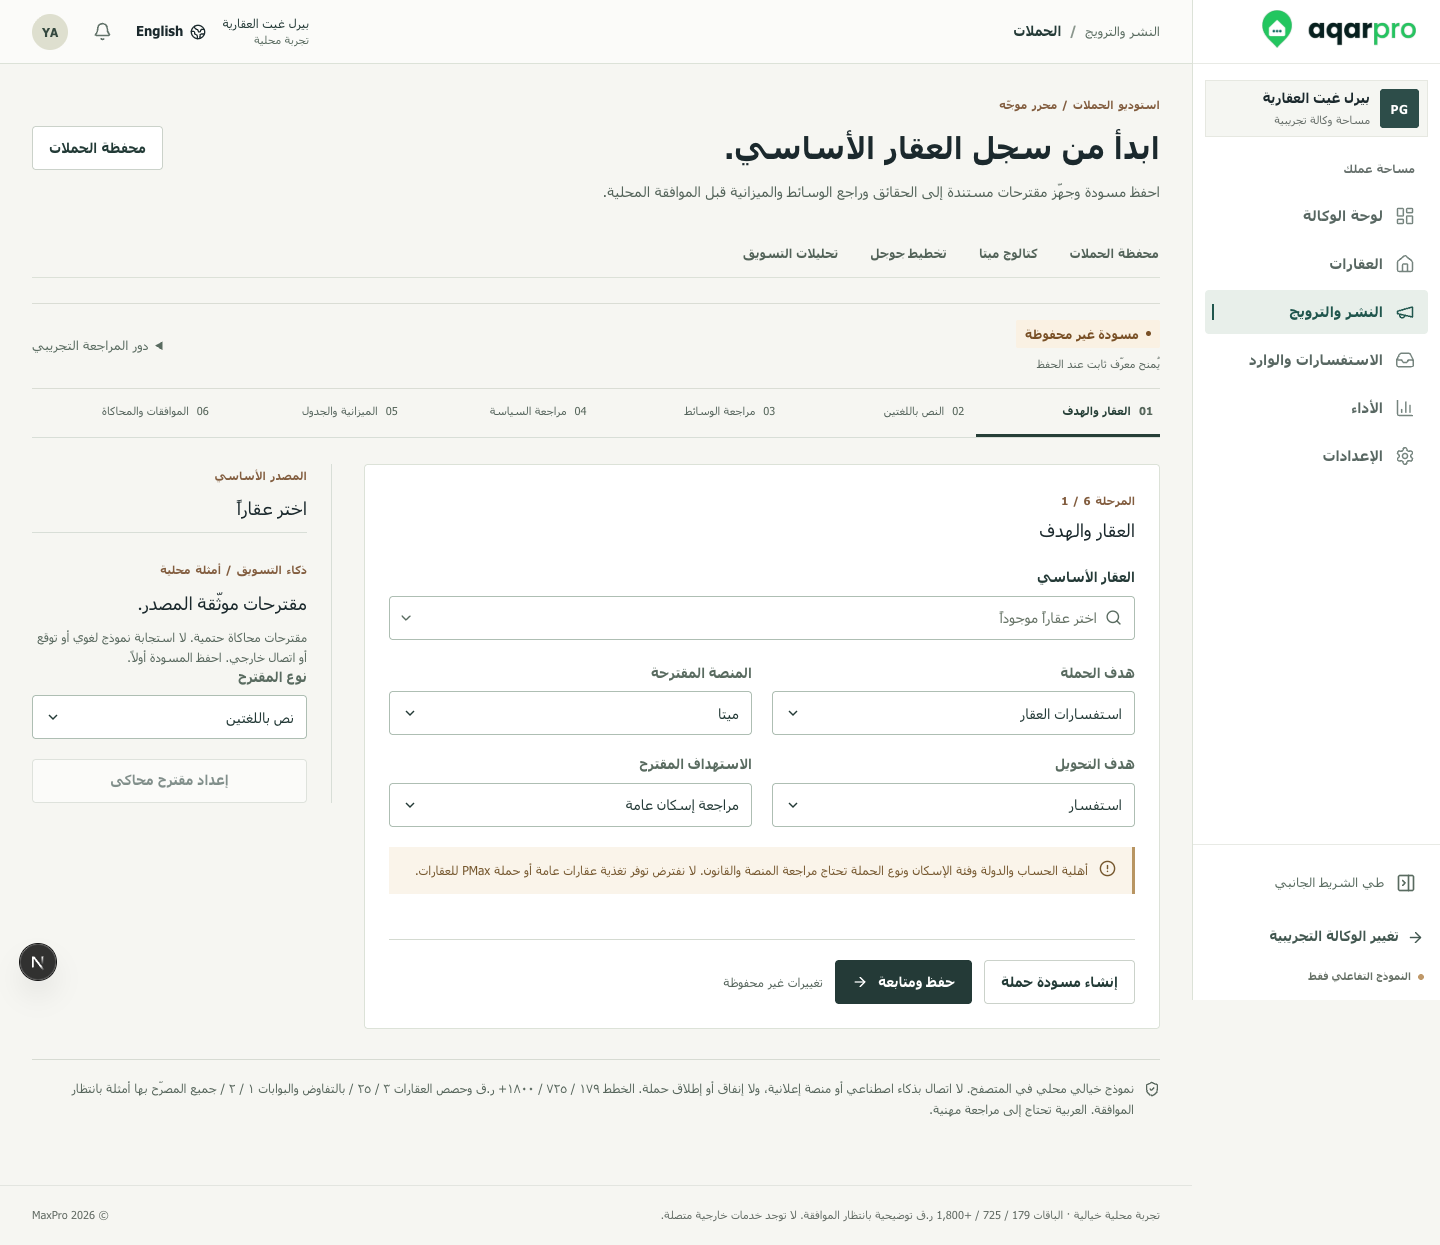 aqarpro
PG
بيرل غيت العقارية
مساحة وكالة تجريبية
مساحة عملك
لوحة الوكالة
العقارات
النشر والترويج
الاستفسارات والوارد
الأداء
الإعدادات
طي الشريط الجانبي
تغيير الوكالة التجريبية
النموذج التفاعلي فقط
النشر والترويج / الحملات
بيرل غيت العقارية
تجربة محلية
English
YA
استوديو الحملات / محرر موجّه
ابدأ من سجل العقار الأساسي.
احفظ مسودة وجهّز مقترحات مستندة إلى الحقائق وراجع الوسائط والميزانية قبل الموافقة المحلية.
محفظة الحملات
محفظة الحملات
كتالوج ميتا
تخطيط جوجل
تحليلات التسويق
مسودة غير محفوظة
يُمنح معرّف ثابت عند الحفظ
دور المراجعة التجريبي
01 العقار والهدف
02 النص باللغتين
03 مراجعة الوسائط
04 مراجعة السياسة
05 الميزانية والجدول
06 الموافقات والمحاكاة
المرحلة 6 / 1
العقار والهدف
العقار الأساسي
اختر عقاراً موجوداً
هدف الحملة
المنصة المقترحة
استفسارات العقار
ميتا
هدف التحويل
الاستهداف المقترح
استفسار
مراجعة إسكان عامة
أهلية الحساب والدولة وفئة الإسكان ونوع الحملة تحتاج مراجعة المنصة والقانون. لا نفترض توفر تغذية عقارات عامة أو حملة PMax للعقارات.
إنشاء مسودة حملة
حفظ ومتابعة
تغييرات غير محفوظة
المصدر الأساسي
اختر عقاراً
ذكاء التسويق / أمثلة محلية
مقترحات موثّقة المصدر.
مقترحات محاكاة حتمية. لا استجابة نموذج لغوي أو توقع
أو اتصال خارجي. احفظ المسودة أولاً.
نوع المقترح
نص باللغتين
إعداد مقترح محاكى
نموذج خيالي محلي في المتصفح. لا اتصال بذكاء اصطناعي أو منصة إعلانية، ولا إنفاق أو إطلاق حملة. الخطط ١٧٩ / ٧٢٥ / ١٨٠٠+ ر.ق وحصص العقارات ٣ / ٢٥ / بالتفاوض والبوابات ١ / ٢ / جميع المصرّح بها أمثلة بانتظار
الموافقة. العربية تحتاج إلى مراجعة مهنية.
تجربة محلية خيالية · الباقات 179 / 725 / +1,800 ر.ق توضيحية بانتظار الموافقة. لا توجد خدمات خارجية متصلة.
© 2026 MaxPro